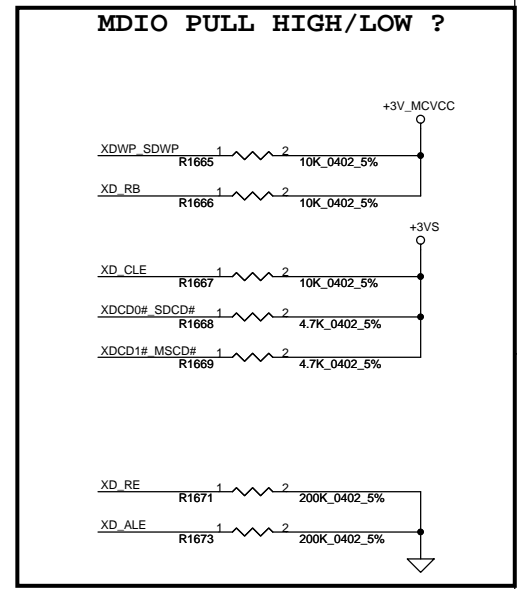 MDIO PULL HIGH/LOW ?
+3V_MCVCC
XDWP_SDWP 1 2
R1665 10K_0402_5%
XD_RB 1 2
R1666 10K_0402_5%
+3VS
XD_CLE 1 2
R1667 10K_0402_5%
XDCD0#_SDCD# 1 2
R1668 4.7K_0402_5%
XDCD1#_MSCD# 1 2
R1669 4.7K_0402_5%
XD_RE 1 2
R1671 200K_0402_5%
XD_ALE 1 2
R1673 200K_0402_5%